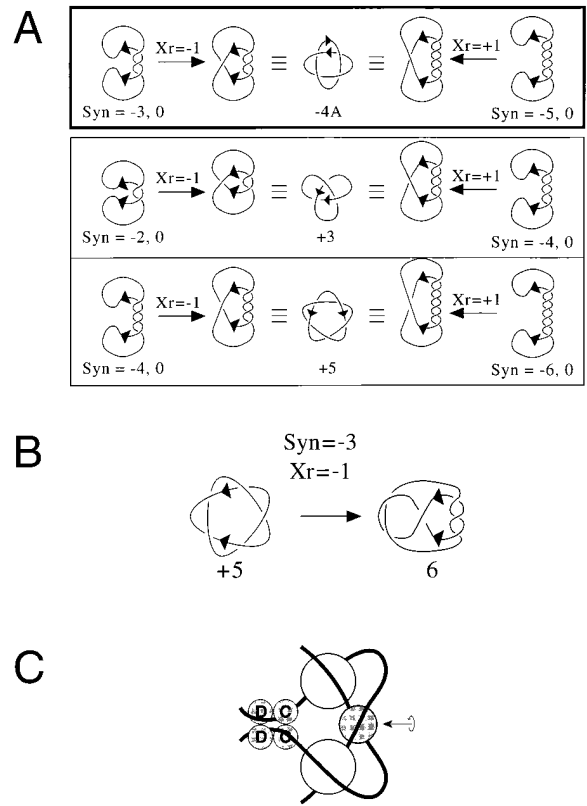 A
Xr=-1 Xr=+1
Syn = -3, 0 -4A Syn = -5, 0
Xr=-1 Xr=+1
Syn = -2, 0 +3 Syn = -4, 0
Xr=-1 Xr=+1
Syn = -4, 0 +5 Syn = -6, 0
B
Syn=-3
Xr=-1
+5 6
C
D C
D C